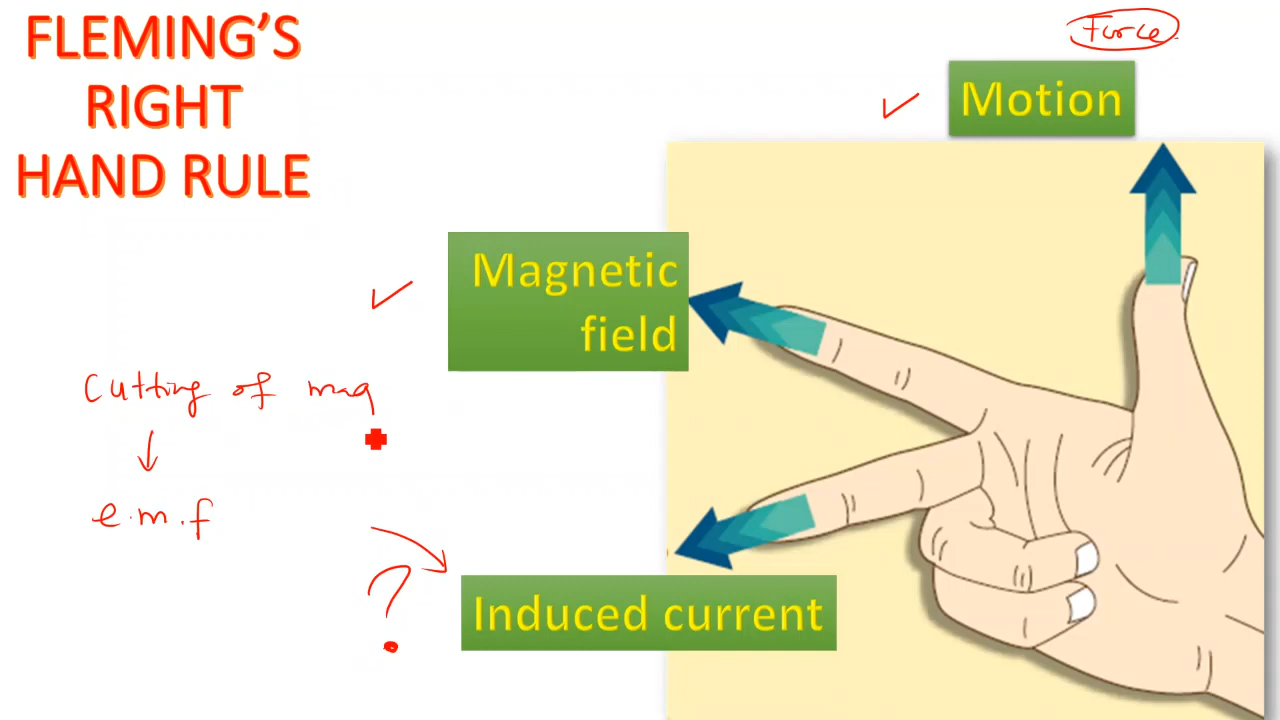 FLEMING'S
RIGHT
HAND RULE
Force
Motion
Magnetic
field
Cutting of mag
e.m.f
?
Induced current